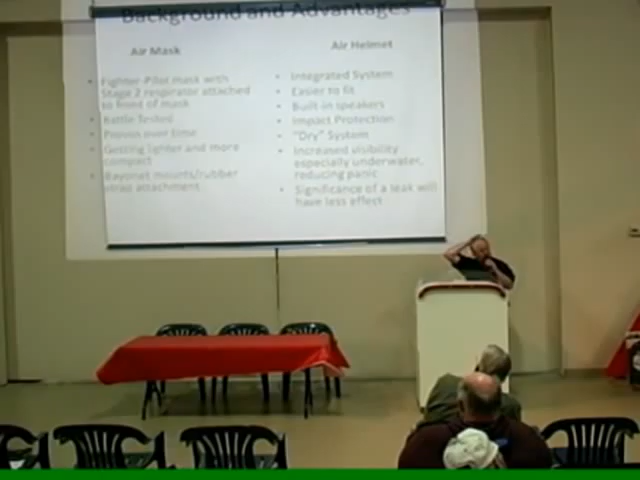 Background and Advantages
Air Mask
Fighter-Pilot mask with
Stage 2 respirator attached
to front of mask
Battle Tested
Proven over time
Getting lighter and more
compact
Bayonet mounts/rubber
strap attachment
Air Helmet
Integrated System
Easier to fit
Built-in speakers
Impact Protection
"Dry" System
Increased visibility
especially underwater,
reducing panic
Significance of a leak will
have less effect